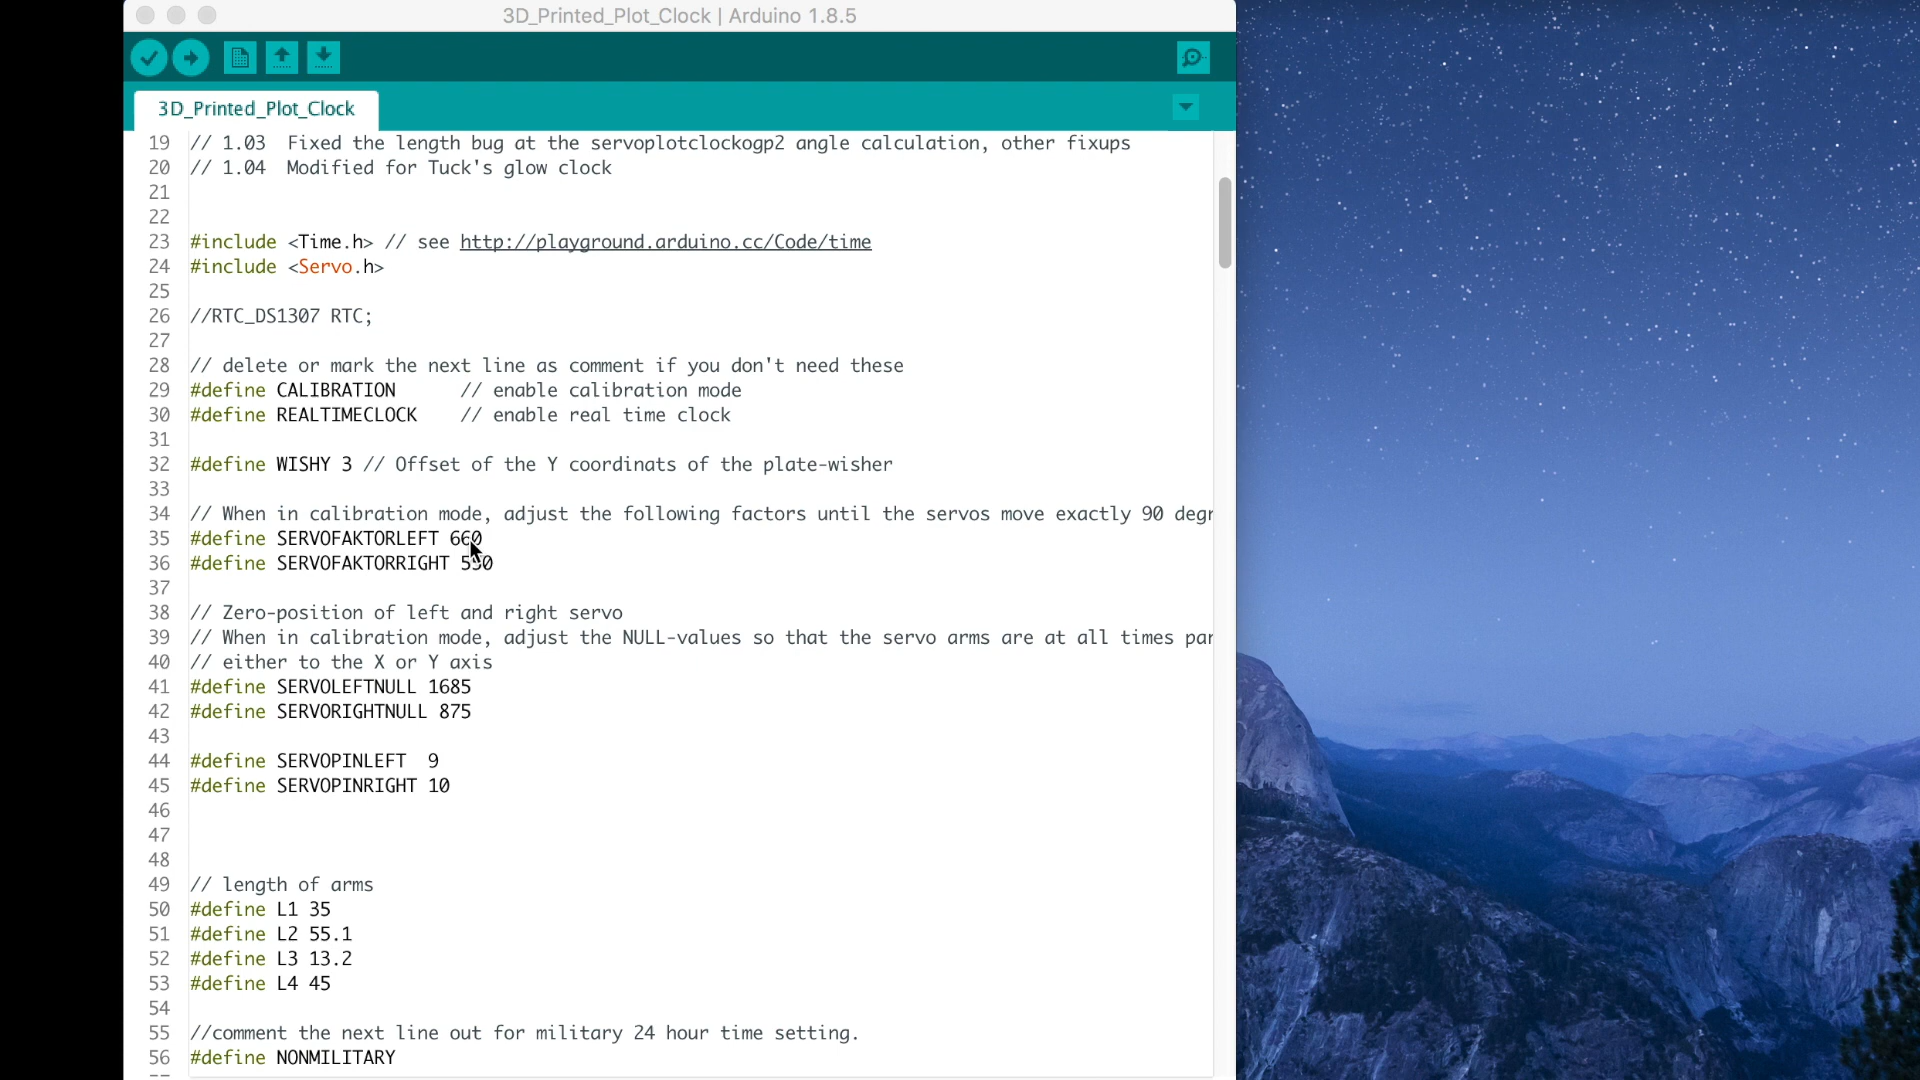 3D_Printed_Plot_Clock | Arduino 1.8.5
3D_Printed_Plot_Clock
19 // 1.03  Fixed the length bug at the servoplotclockogp2 angle calculation, other fixups
20 // 1.04  Modified for Tuck's glow clock
21
22
23 #include <Time.h> // see http://playground.arduino.cc/Code/time
24 #include <Servo.h>
25
26 //RTC_DS1307 RTC;
27
28 // delete or mark the next line as comment if you don't need these
29 #define CALIBRATION      // enable calibration mode
30 #define REALTIMECLOCK    // enable real time clock
31
32 #define WISHY 3 // Offset of the Y coordinats of the plate-wisher
33
34 // When in calibration mode, adjust the following factors until the servos move exactly 90 degr
35 #define SERVOFAKTORLEFT 660
36 #define SERVOFAKTORRIGHT
37
38 // Zero-position of left and right servo
39 // When in calibration mode, adjust the NULL-values so that the servo arms are at all times par
40 // either to the X or Y axis
41 #define SERVOLEFTNULL 1685
42 #define SERVORIGHTNULL 875
43
44 #define SERVOPINLEFT  9
45 #define SERVOPINRIGHT 10
46
47
48
49 // length of arms
50 #define L1 35
51 #define L2 55.1
52 #define L3 13.2
53 #define L4 45
54
55 //comment the next line out for military 24 hour time setting.
56 #define NONMILITARY